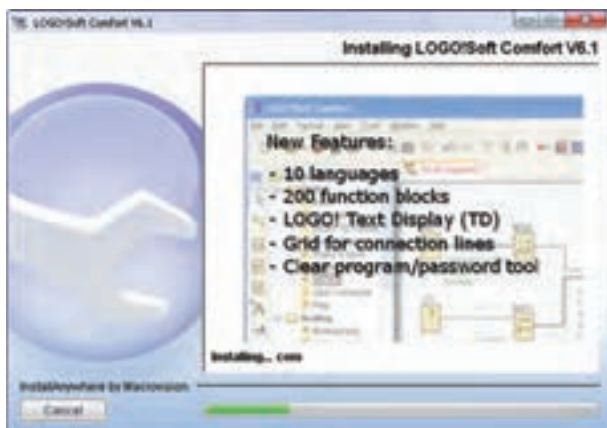 LOGO!Soft Comfort V6.1
Installing LOGO!Soft Comfort V6.1
New Features:
- 10 languages
- 200 function blocks
- LOGO! Text Display (TD)
- Grid for connection lines
- Clear program/password tool
Installing... com
InstallAnywhere by Macrovision
Cancel